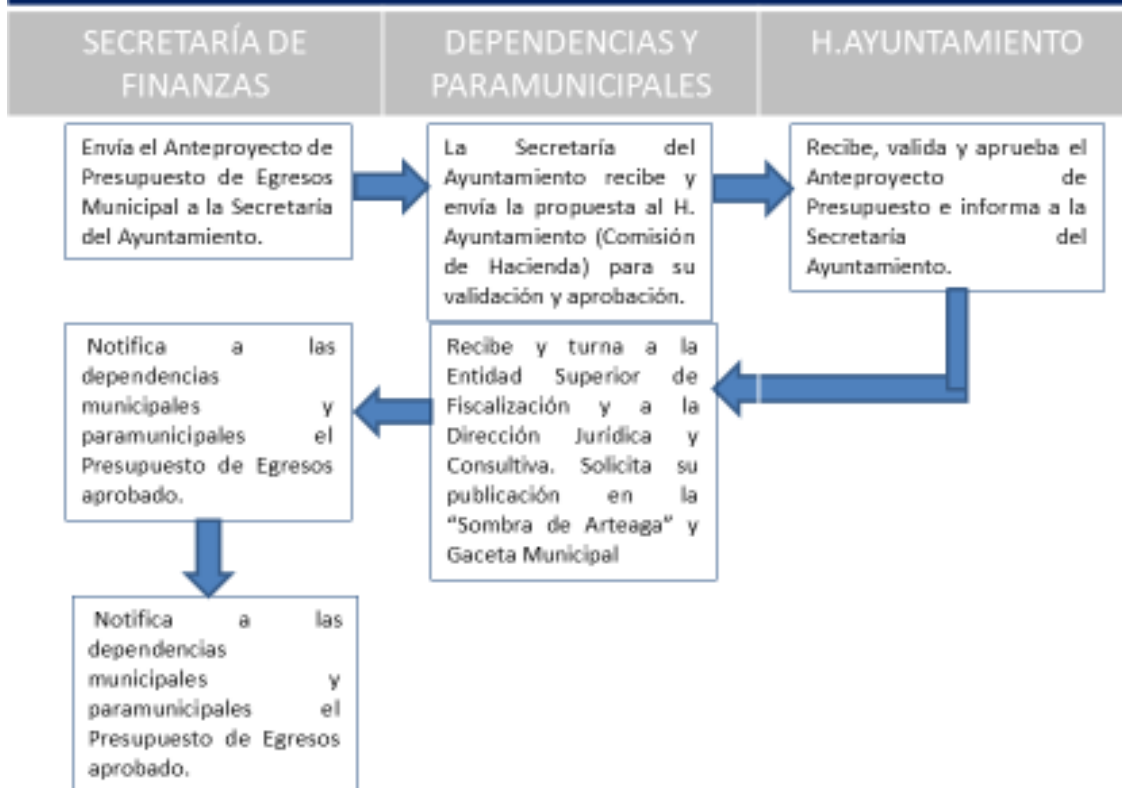 SECRETARÍA DE
FINANZAS
DEPENDENCIAS Y
PARAMUNICIPALES
H.AYUNTAMIENTO
Envía el Anteproyecto de
Presupuesto de Egresos
Municipal a la Secretaría
del Ayuntamiento.
La Secretaría del
Ayuntamiento recibe y
envía la propuesta al H.
Ayuntamiento (Comisión
de Hacienda) para su
validación y aprobación.
Recibe, valida y aprueba el
Anteproyecto de
Presupuesto e informa a la
Secretaría del
Ayuntamiento.
Recibe y turna a la
Entidad Superior de
Fiscalización y a la
Dirección Jurídica y
Consultiva. Solicita su
publicación en la
“Sombra de Arteaga” y
Gaceta Municipal
Notifica a las
dependencias
municipales y
paramunicipales el
Presupuesto de Egresos
aprobado.
Notifica a las
dependencias
municipales y
paramunicipales el
Presupuesto de Egresos
aprobado.